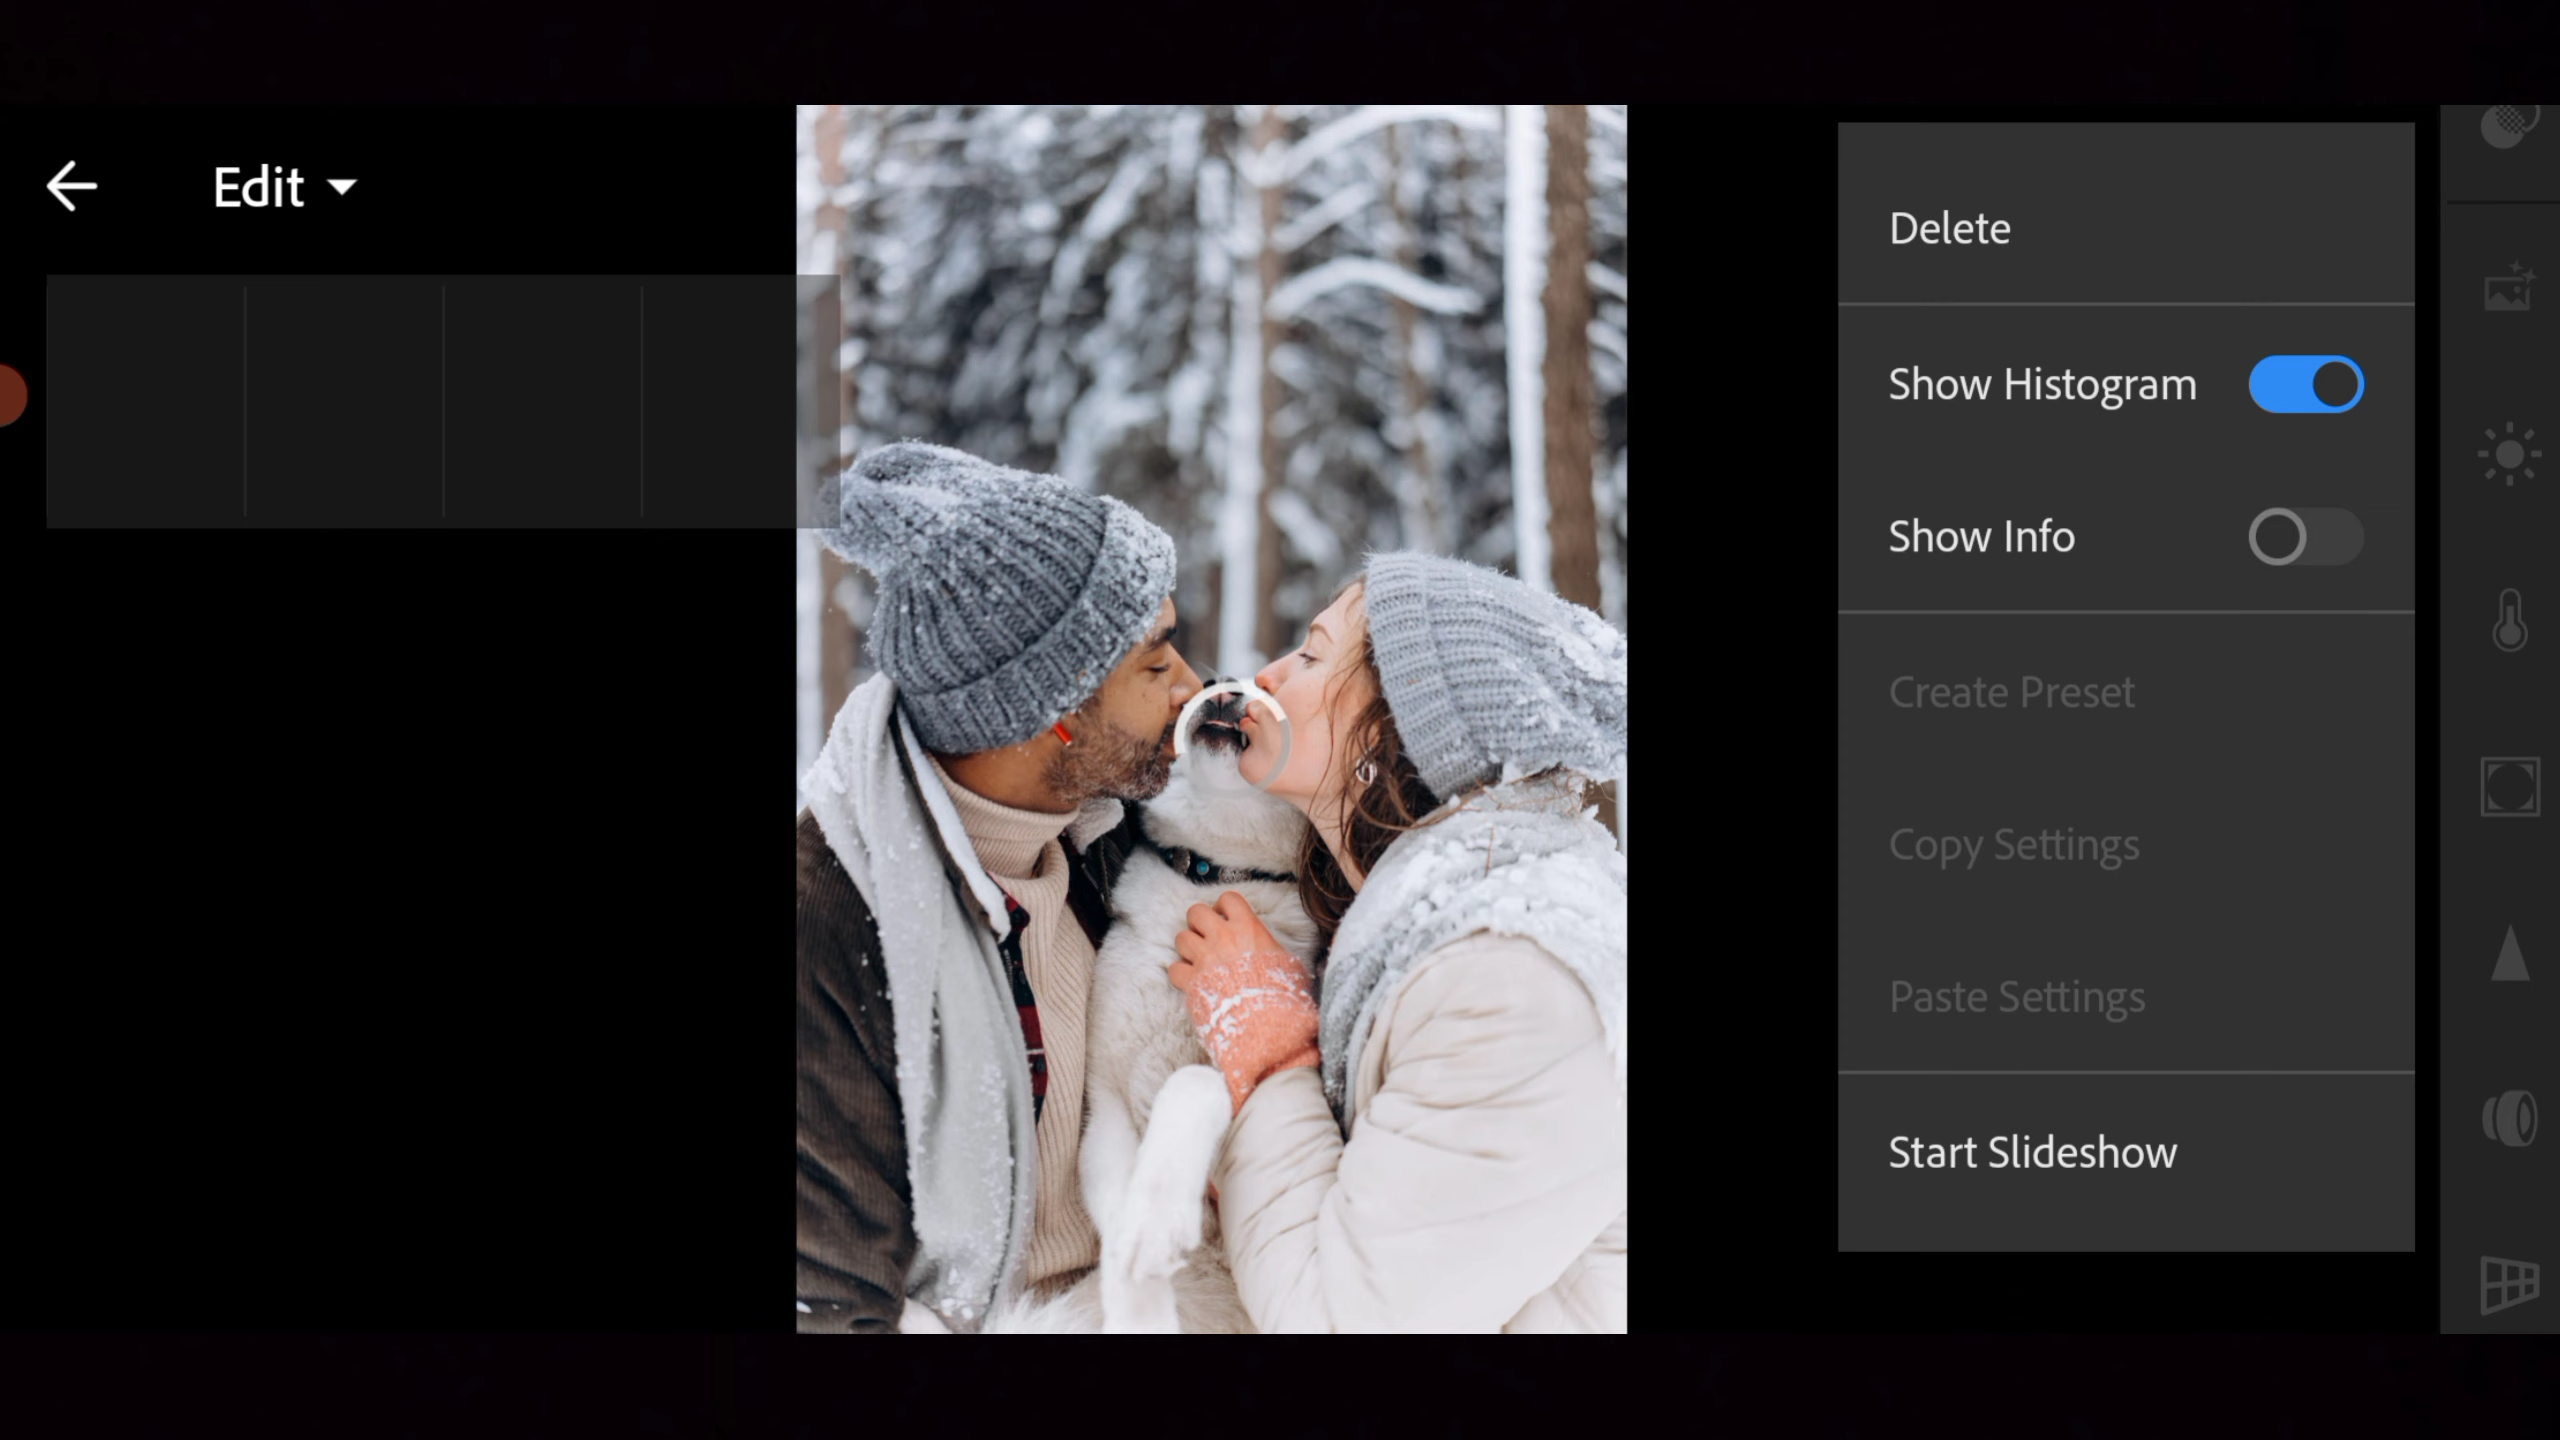 Edit
Delete
Show Histogram
Show Info
Create Preset
Copy Settings
Paste Settings
Start Slideshow